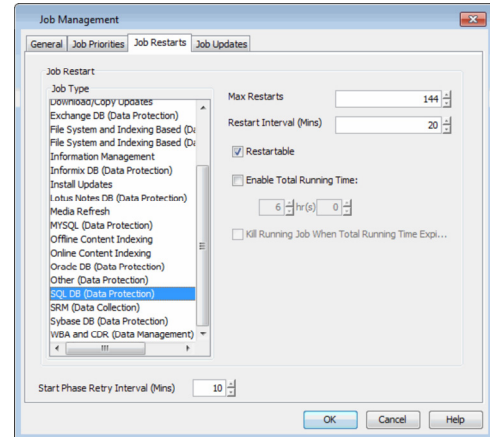 Job Management
General
Job Priorities
Job Restarts
Job Updates
Job Restart
Job Type
Download/Copy Updates
Exchange DB (Data Protection)
File System and Indexing Based (Da
File System and Indexing Based (Da
Information Management
Informix DB (Data Protection)
Install Updates
Lotus Notes DB (Data Protection)
Media Refresh
MYSQL (Data Protection)
Offline Content Indexing
Online Content Indexing
Oracle DB (Data Protection)
Other (Data Protection)
SQL DB (Data Protection)
SRM (Data Collection)
Sybase DB (Data Protection)
WBA and CDR (Data Management)
Max Restarts 144
Restart Interval (Mins) 20
Restartable
Enable Total Running Time:
6 hr(s) 0
Kill Running Job When Total Running Time Expi...
Start Phase Retry Interval (Mins) 10
OK
Cancel
Help